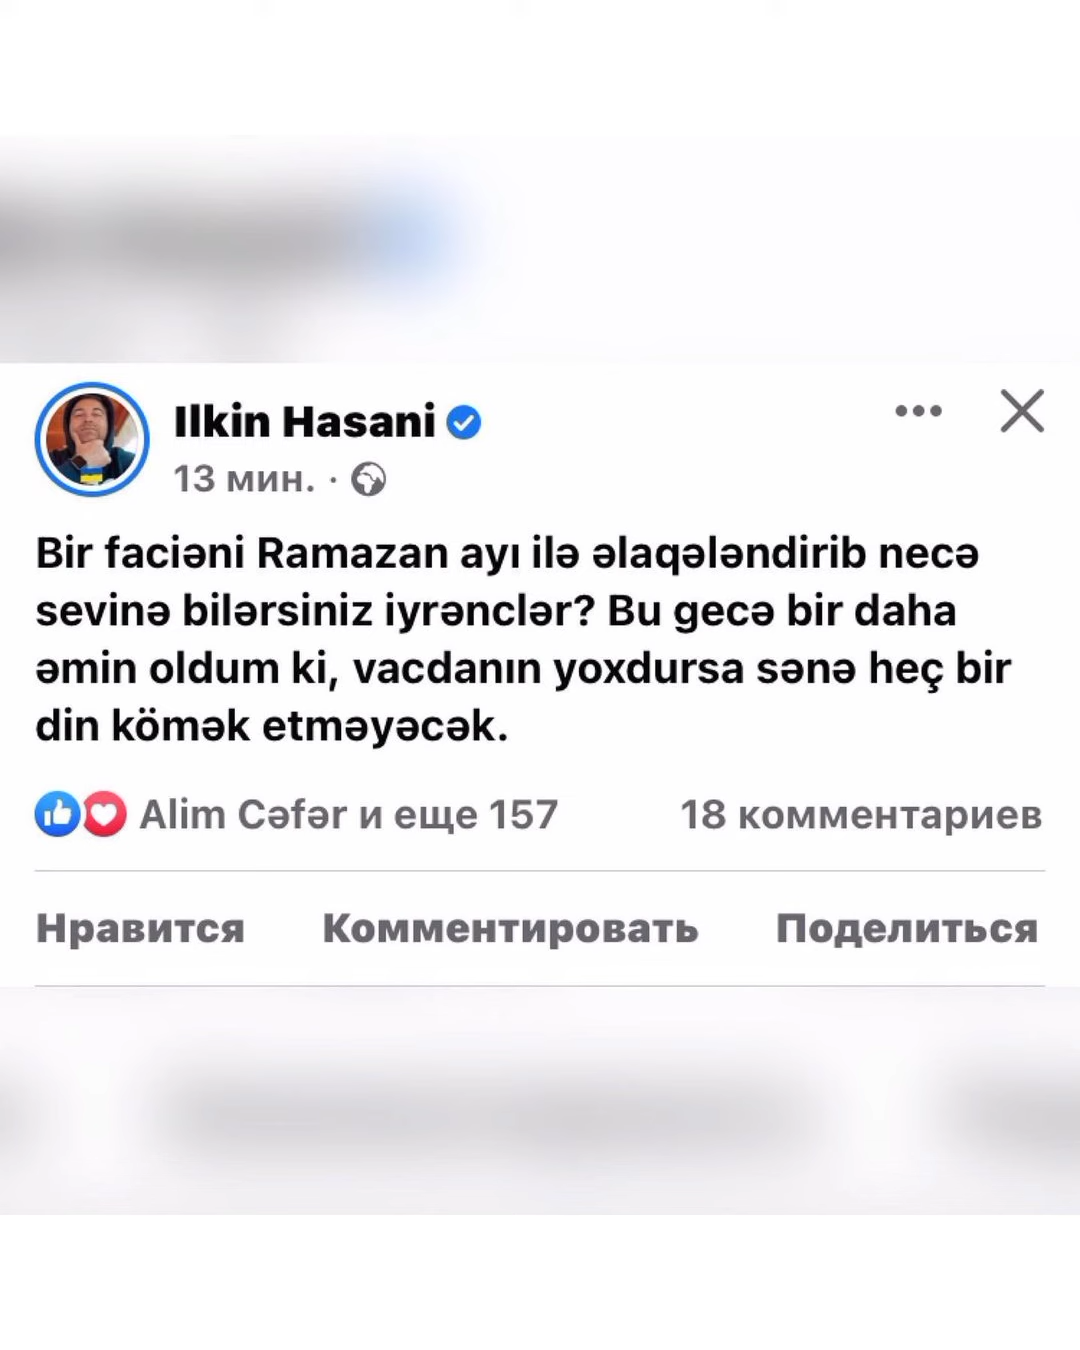 Ilkin Hasani
13 мин. ·
Bir faciəni Ramazan ayı ilə əlaqələndirib necə
sevinə bilərsiniz iyrənclər? Bu gecə bir daha
əmin oldum ki, vacdanın yoxdursa sənə heç bir
din kömək etməyəcək.
Alim Cəfər и еще 157 18 комментариев
Нравится Комментировать Поделиться